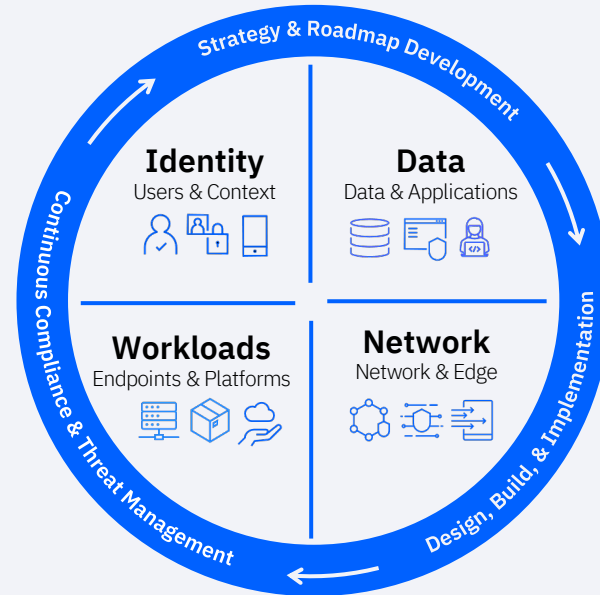 Strategy & Roadmap Development
Identity
Users & Context
Data
Data & Applications
Workloads
Endpoints & Platforms
Network
Network & Edge
Design, Build, & Implementation
Continuous Compliance & Threat Management